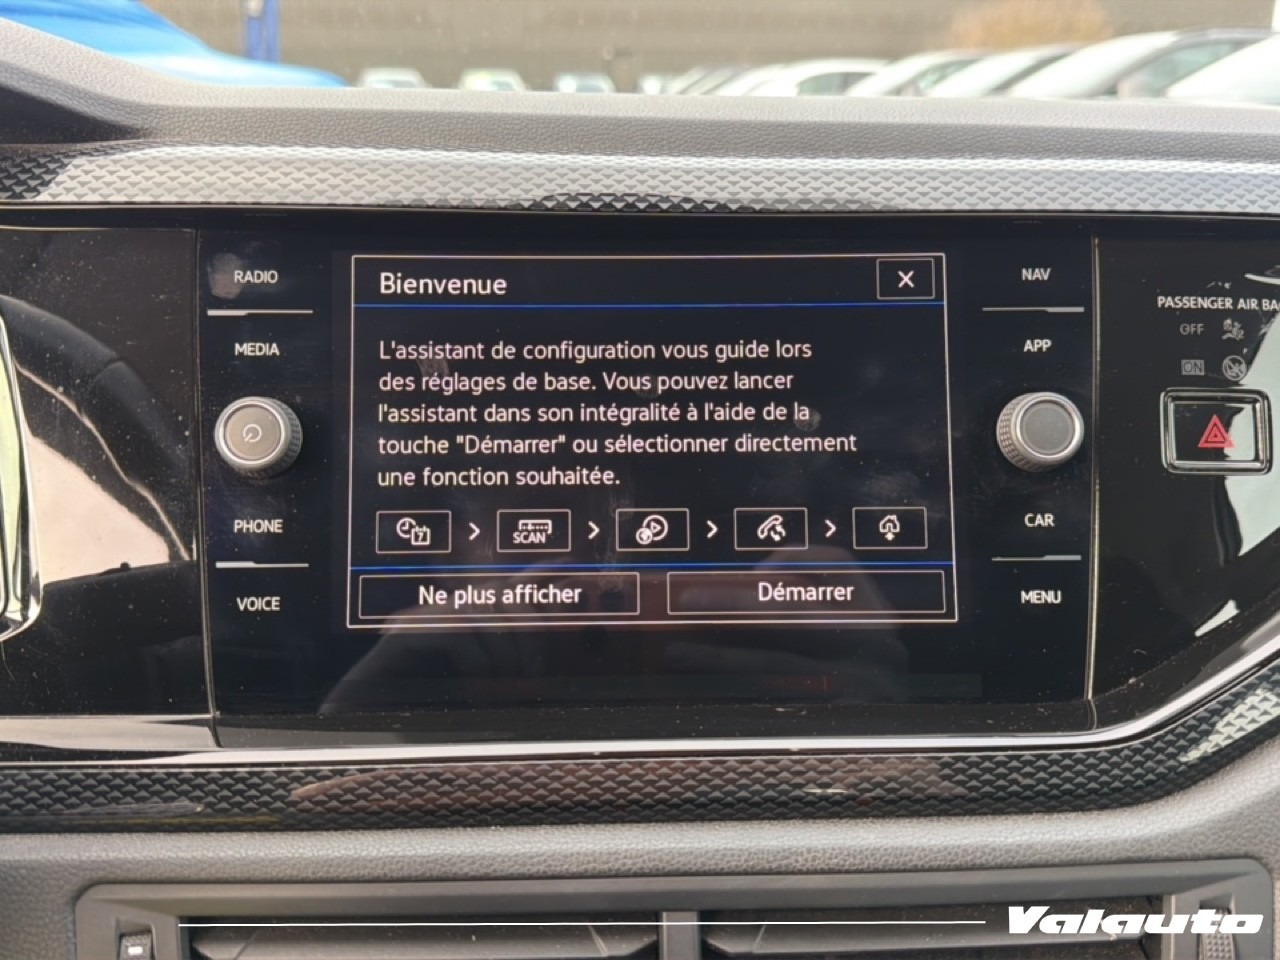 RADIO
MEDIA
PHONE
VOICE
Bienvenue
X
L'assistant de configuration vous guide lors
des réglages de base. Vous pouvez lancer
l'assistant dans son intégralité à l'aide de la
touche "Démarrer" ou sélectionner directement
une fonction souhaitée.
7
SCAN
Ne plus afficher
Démarrer
NAV
APP
CAR
MENU
PASSENGER AIR BA
OFF
ON
Valauto